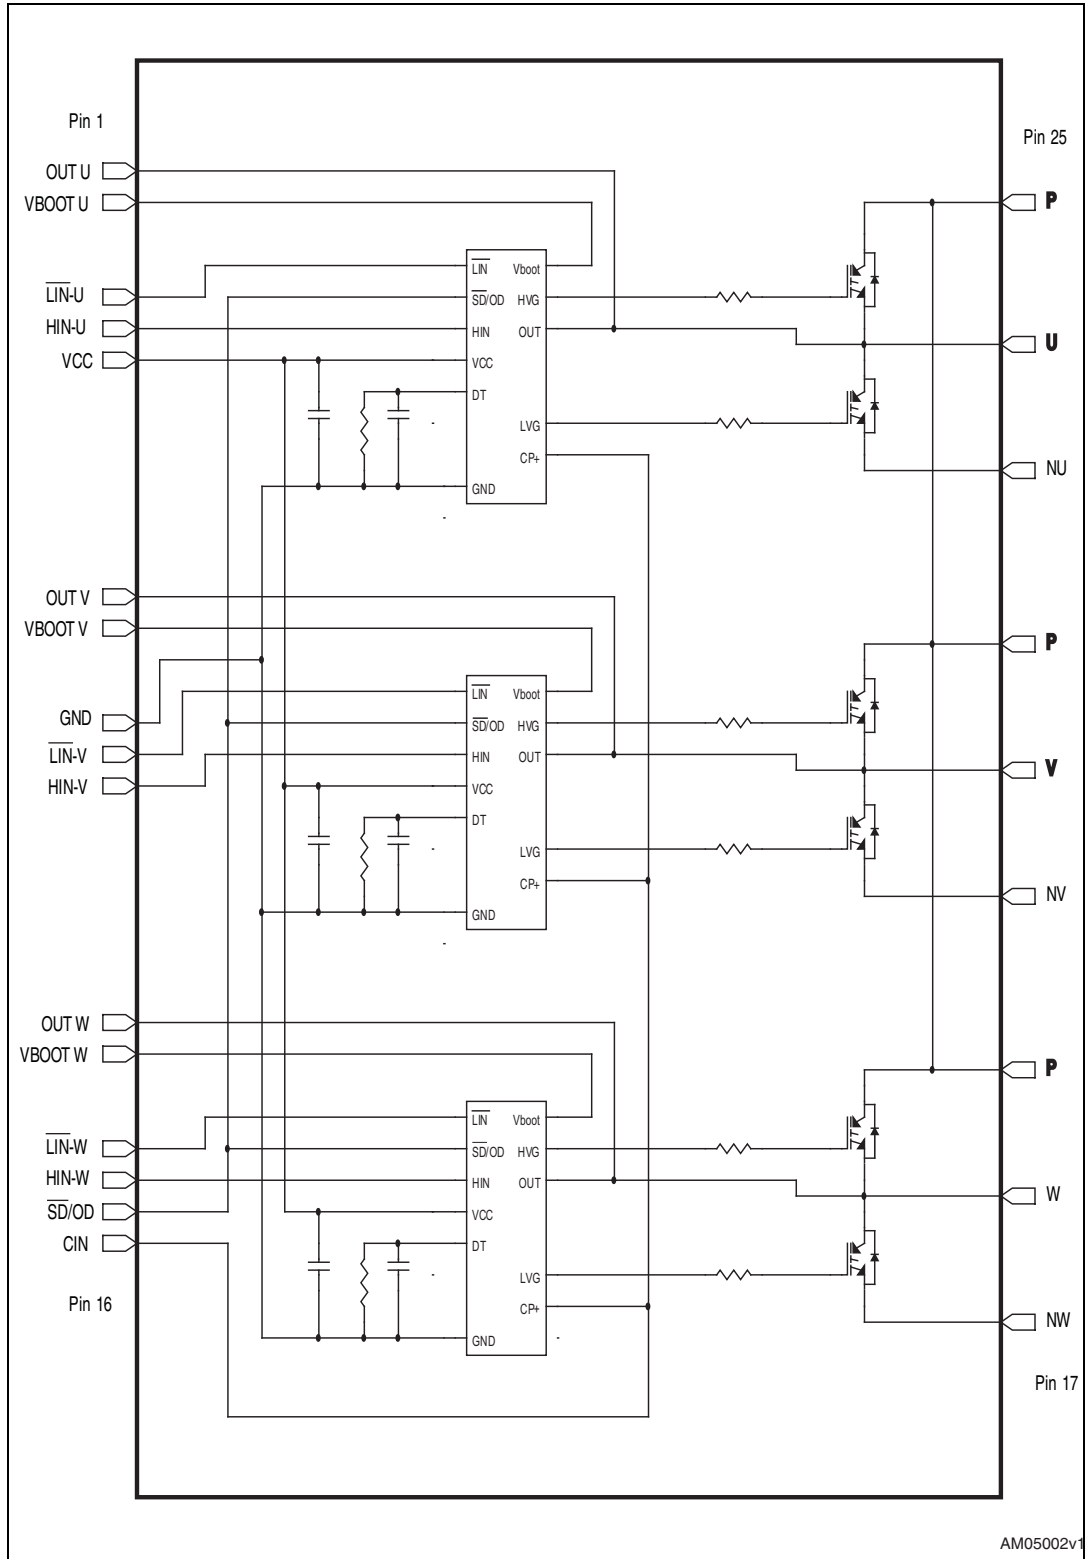 Pin 1
Pin 25
OUT U
VBOOT U
P
LIN-U
HIN-U
VCC
LIN
SD/OD
HIN
VCC
DT
GND
Vboot
HVG
OUT
LVG
CP+
U
NU
OUT V
VBOOT V
P
GND
LIN-V
HIN-V
LIN
SD/OD
HIN
VCC
DT
GND
Vboot
HVG
OUT
LVG
CP+
V
NV
OUT W
VBOOT W
P
LIN-W
HIN-W
SD/OD
CIN
LIN
SD/OD
HIN
VCC
DT
GND
Vboot
HVG
OUT
LVG
CP+
W
NW
Pin 16
Pin 17
AM05002v1